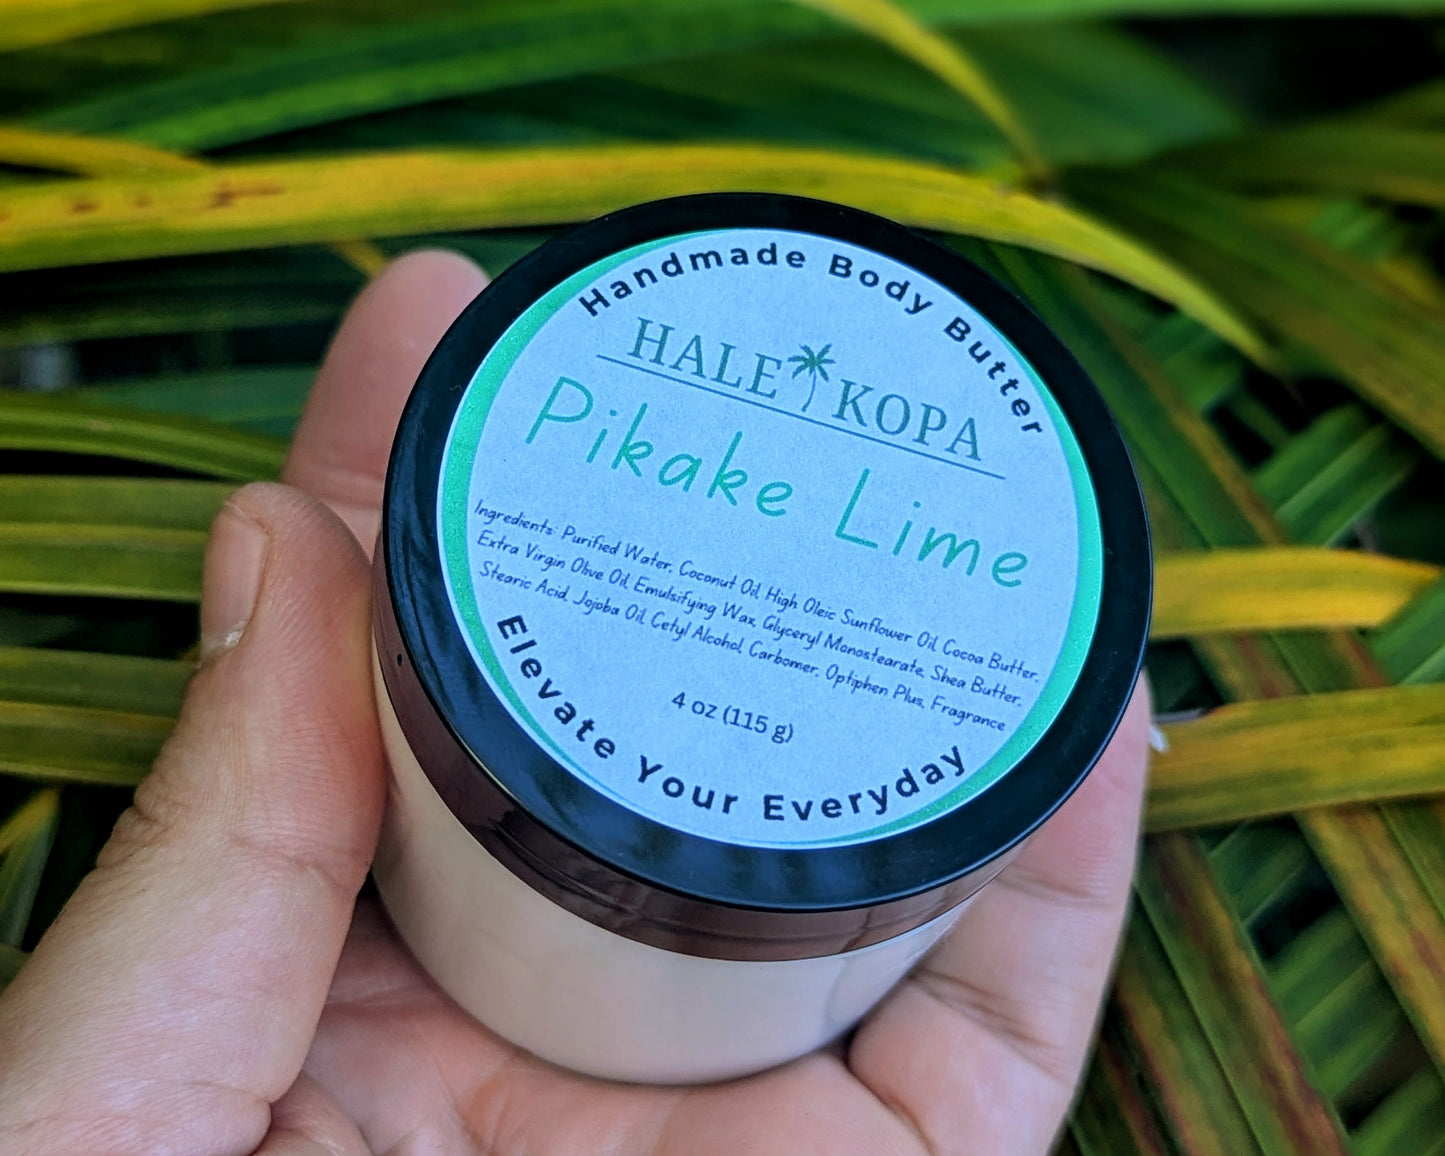 Handmade Body Butter
HALE KOPA
Pikake Lime
Ingredients: Purified Water, Coconut Oil, High Oleic Sunflower Oil, Cocoa Butter,
Extra Virgin Olive Oil, Emulsifying Wax, Glyceryl Monostearate, Shea Butter,
Stearic Acid, Jojoba Oil, Cetyl Alcohol, Carbomer, Optiphen Plus, Fragrance
4 oz (115 g)
Elevate Your Everyday